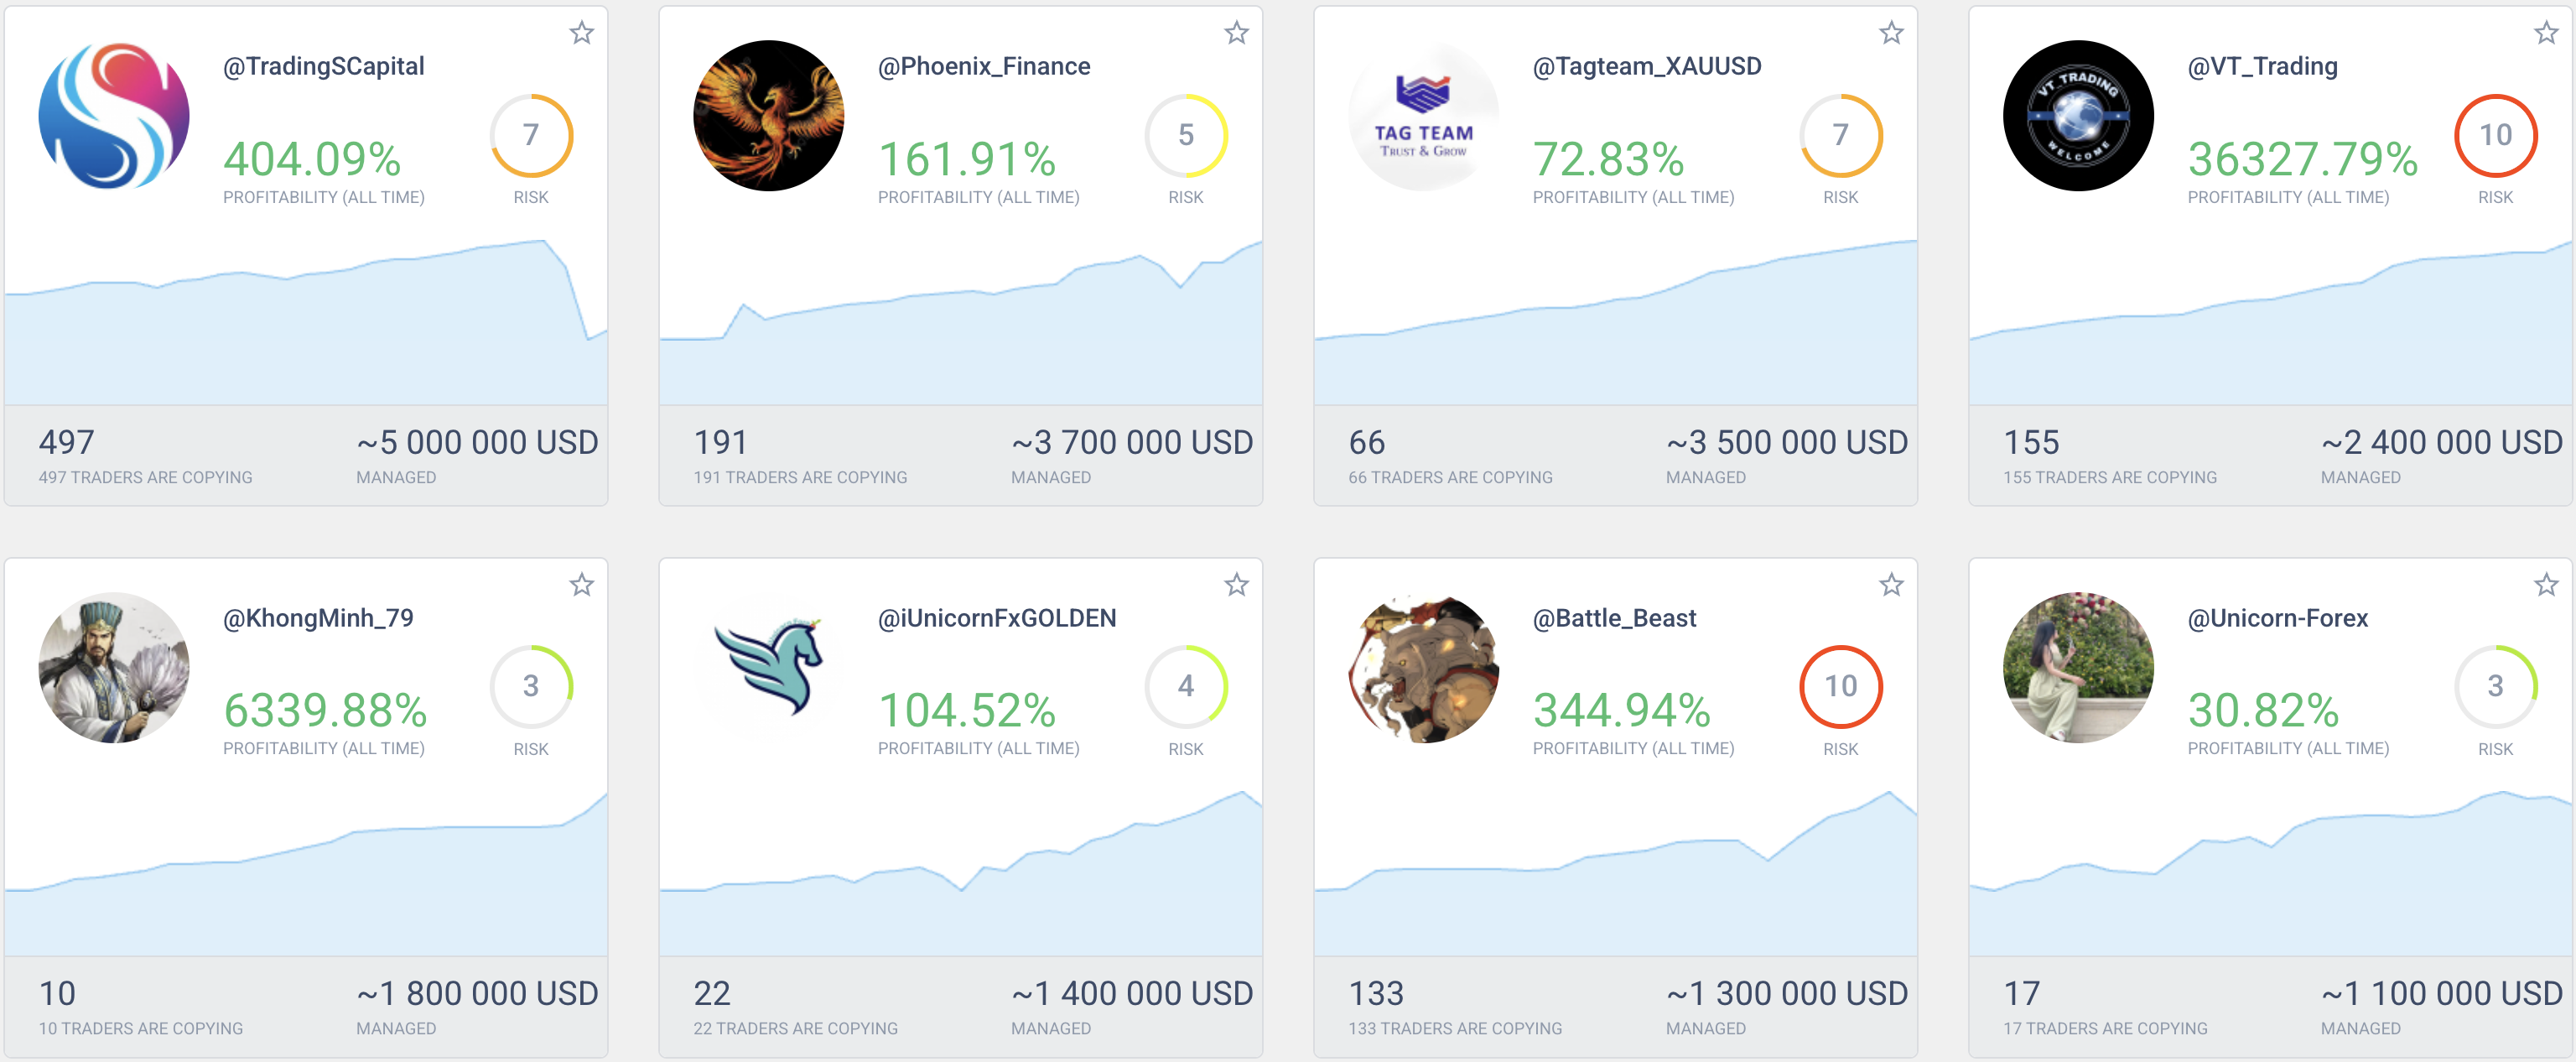 @TradingSCapital
404.09%
PROFITABILITY (ALL TIME)
7
RISK
497
497 TRADERS ARE COPYING
~5 000 000 USD
MANAGED
@Phoenix_Finance
161.91%
PROFITABILITY (ALL TIME)
5
RISK
191
191 TRADERS ARE COPYING
~3 700 000 USD
MANAGED
TAG TEAM
TRUST & GROW
@Tagteam_XAUUSD
72.83%
PROFITABILITY (ALL TIME)
7
RISK
66
66 TRADERS ARE COPYING
~3 500 000 USD
MANAGED
VT_TRADING
WELCOME
@VT_Trading
36327.79%
PROFITABILITY (ALL TIME)
10
RISK
155
155 TRADERS ARE COPYING
~2 400 000 USD
MANAGED
@KhongMinh_79
6339.88%
PROFITABILITY (ALL TIME)
3
RISK
10
10 TRADERS ARE COPYING
~1 800 000 USD
MANAGED
@iUnicornFxGOLDEN
104.52%
PROFITABILITY (ALL TIME)
4
RISK
22
22 TRADERS ARE COPYING
~1 400 000 USD
MANAGED
@Battle_Beast
344.94%
PROFITABILITY (ALL TIME)
10
RISK
133
133 TRADERS ARE COPYING
~1 300 000 USD
MANAGED
@Unicorn-Forex
30.82%
PROFITABILITY (ALL TIME)
3
RISK
17
17 TRADERS ARE COPYING
~1 100 000 USD
MANAGED